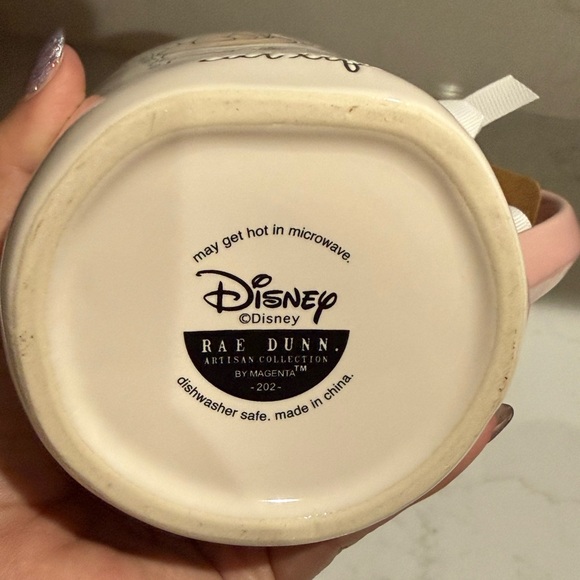 may get hot in microwave.
Disney
©Disney
RAE DUNN.
ARTISAN COLLECTION
BY MAGENTA™
-202-
dishwasher safe. made in china.